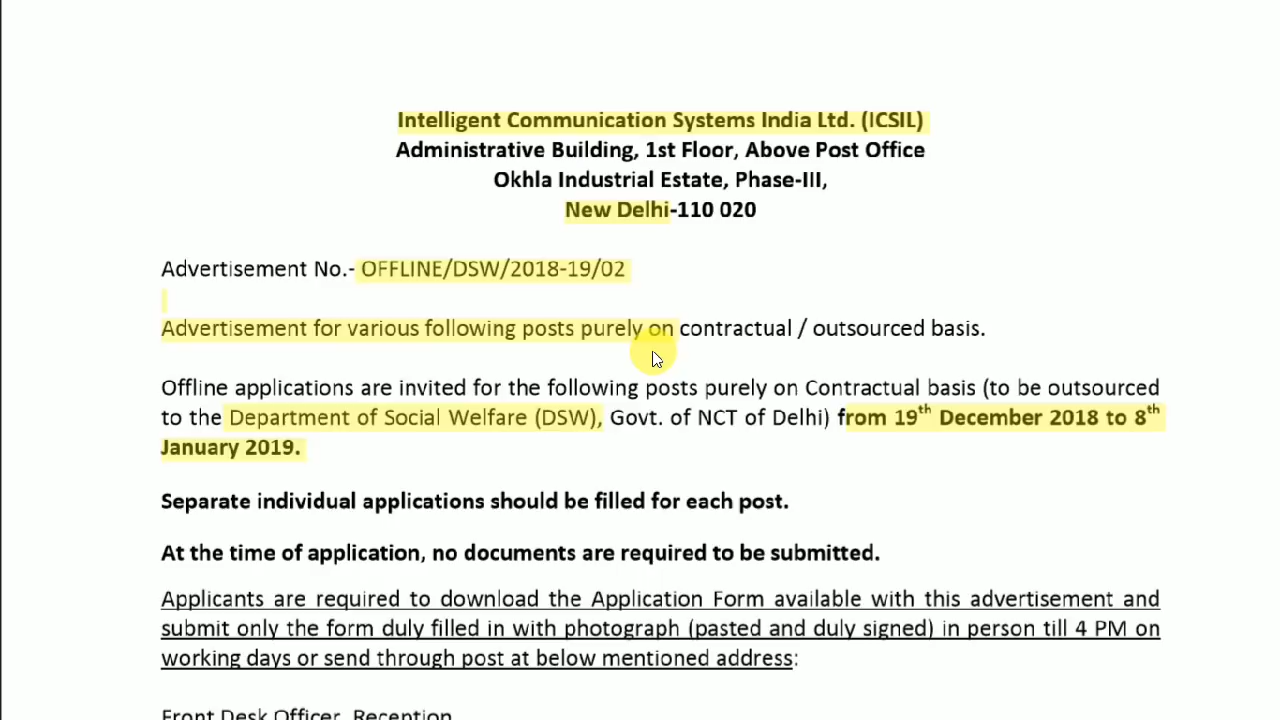 Intelligent Communication Systems India Ltd. (ICSIL)
Administrative Building, 1st Floor, Above Post Office
Okhla Industrial Estate, Phase-III,
New Delhi-110 020
Advertisement No.- OFFLINE/DSW/2018-19/02
Advertisement for various following posts purely on contractual / outsourced basis.
Offline applications are invited for the following posts purely on Contractual basis (to be outsourced
to the Department of Social Welfare (DSW), Govt. of NCT of Delhi) from 19th December 2018 to 8th
January 2019.
Separate individual applications should be filled for each post.
At the time of application, no documents are required to be submitted.
Applicants are required to download the Application Form available with this advertisement and
submit only the form duly filled in with photograph (pasted and duly signed) in person till 4 PM on
working days or send through post at below mentioned address:
Front Desk Officer, Reception